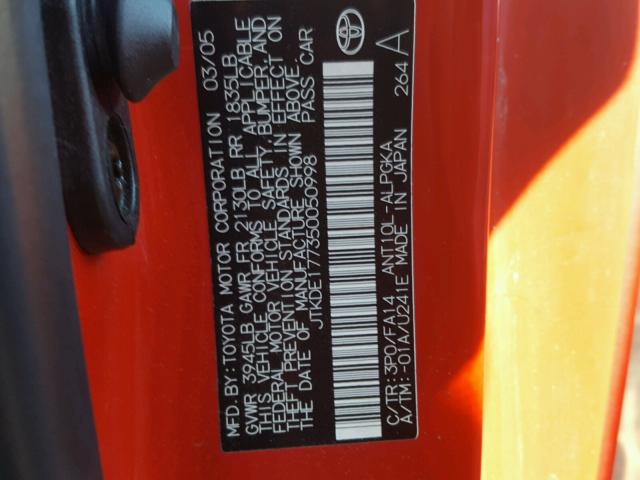 MFD.BY:TOYOTA MOTOR CORPORATION 03/05
GVWR 3945LB GAWR FR 2130LB RR 1835LB
THIS VEHICLE CONFORMS TO ALL APPLICABLE
FEDERAL MOTOR VEHICLE SAFETY, BUMPER, AND
THEFT PREVENTION STANDARDS IN EFFECT ON
THE DATE OF MANUFACTURE SHOWN ABOVE.
JTKDE177350050998 PASS CAR
C/TR:3P0/FA14 ANT10L-ALPGKA
A/TM:-01A/U241E MADE IN JAPAN 264 A